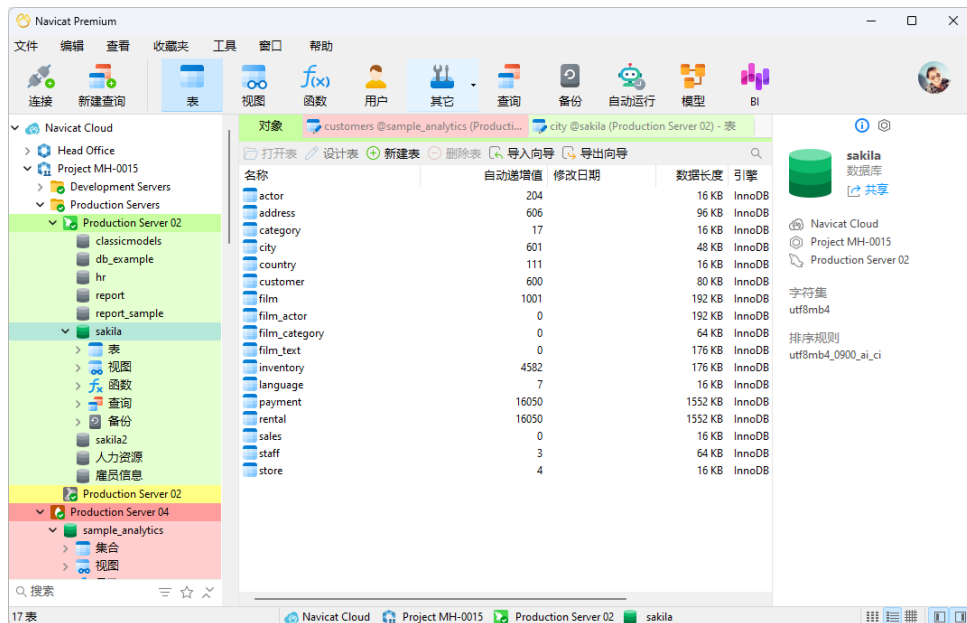 Navicat Premium
文件 编辑 查看 收藏夹 工具 窗口 帮助
连接 新建查询 表 视图 函数 用户 其它 查询 备份 自动运行 模型 BI
Navicat Cloud
Head Office
Project MH-0015
Development Servers
Production Servers
Production Server 02
classicmodels
db_example
hr
report
report_sample
sakila
表
视图
函数
查询
备份
sakila2
人力资源
雇员信息
Production Server 02
Production Server 04
sample_analytics
集合
视图
搜索
对象 customers @sample_analytics (Producti... city @sakila (Production Server 02) - 表
打开表 设计表 新建表 删除表 导入向导 导出向导
名称 自动递增值 修改日期 数据长度 引擎
actor 204 16 KB InnoDB
address 606 96 KB InnoDB
category 17 16 KB InnoDB
city 601 48 KB InnoDB
country 111 16 KB InnoDB
customer 600 80 KB InnoDB
film 1001 192 KB InnoDB
film_actor 0 192 KB InnoDB
film_category 0 64 KB InnoDB
film_text 0 176 KB InnoDB
inventory 4582 176 KB InnoDB
language 7 16 KB InnoDB
payment 16050 1552 KB InnoDB
rental 16050 1552 KB InnoDB
sales 0 16 KB InnoDB
staff 3 64 KB InnoDB
store 4 16 KB InnoDB
sakila
数据库
共享
Navicat Cloud
Project MH-0015
Production Server 02
字符集
utf8mb4
排序规则
utf8mb4_0900_ai_ci
17 表 Navicat Cloud Project MH-0015 Production Server 02 sakila